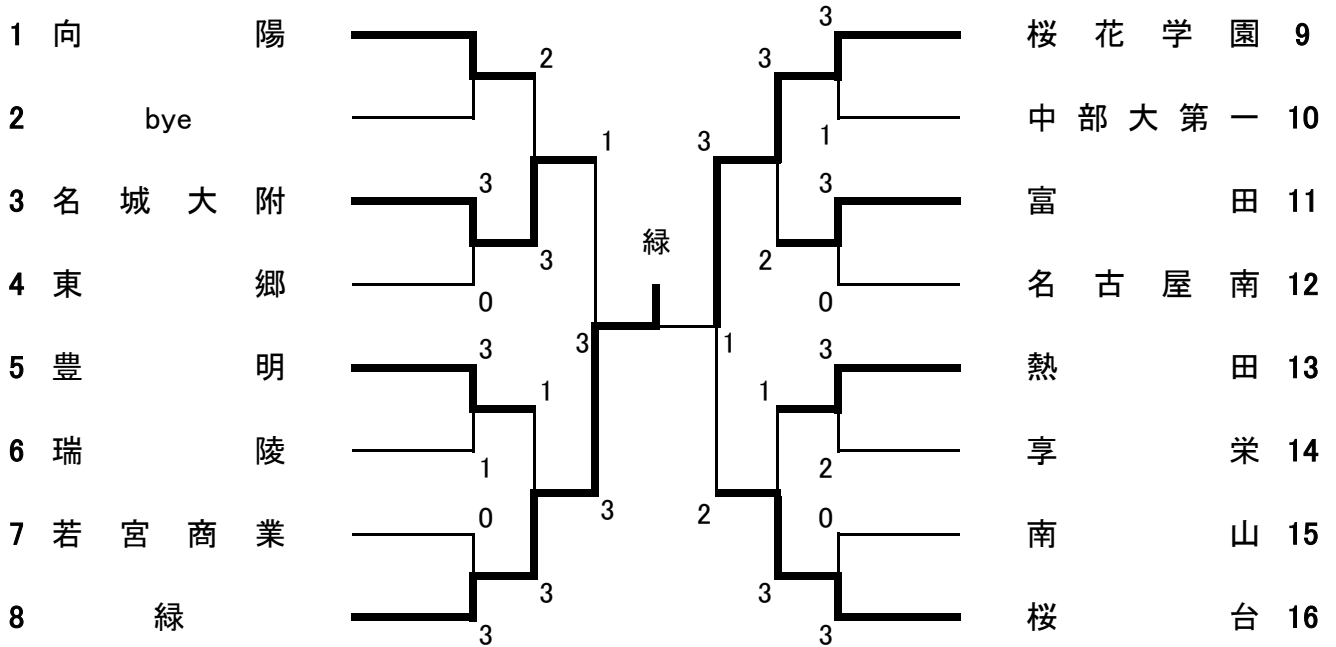 1 向陽 3 桜花学園 9
2 3
2 bye 中部大第一 10
1 3 1
3 名城大附 3 3 富田 11
緑
3 2
4 東郷 0 0 名古屋南 12
3 1
5 豊明 3 3 熱田 13
1 1
6 瑞陵 1 2 享栄 14
3 2
7 若宮商業 0 0 南山 15
3 3
8 緑 3 3 桜台 16